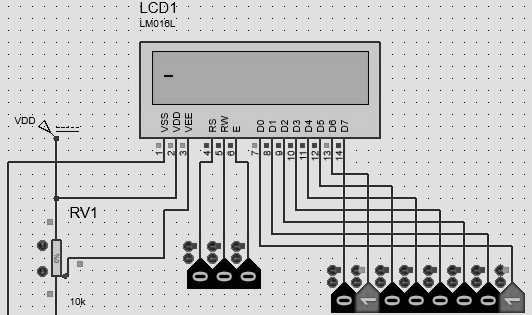 LCD1
LM016L
VSS VDD VEE RS RW E D0 D1 D2 D3 D4 D5 D6 D7
1 2 3 4 5 6 7 8 9 10 11 12 13 14
VDD
RV1
0%
10k
0 0 0
0 1 0 0 0 0 0 1